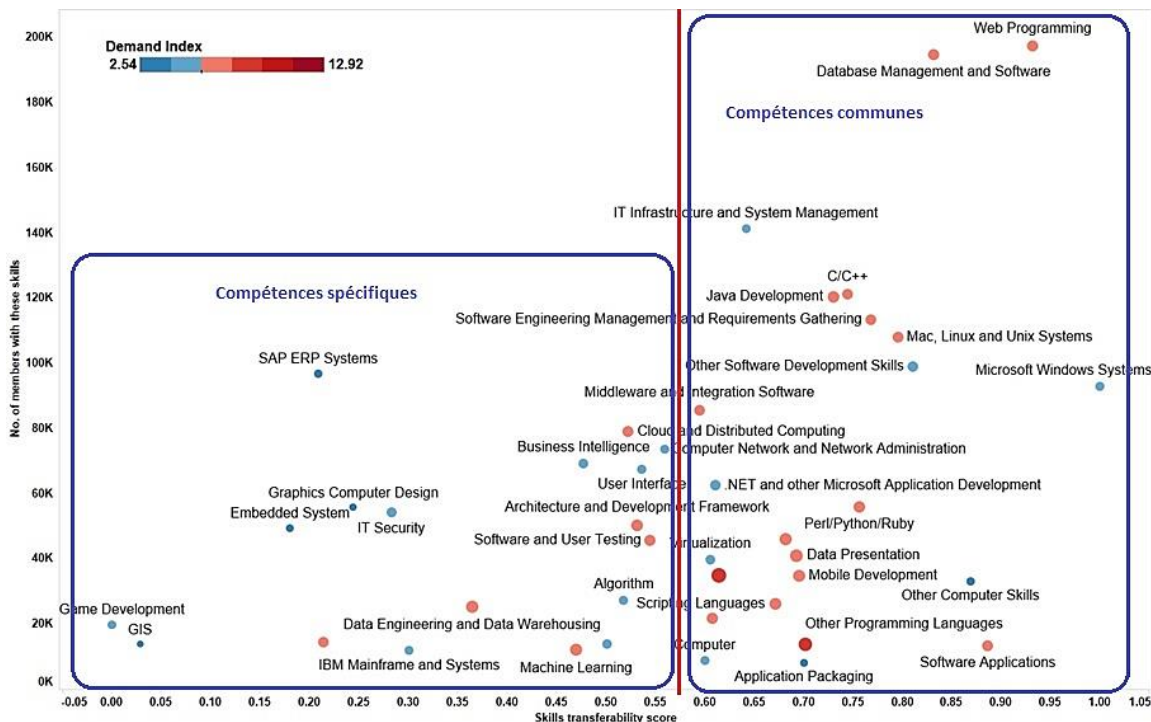 200K
Demand Index
2.54
12.92
Web Programming
Database Management and Software
180K
Compétences communes
160K
IT Infrastructure and System Management
140K
C/C++
Compétences spécifiques
Java Development
120K
Software Engineering Management and Requirements Gathering
Mac, Linux and Unix Systems
SAP ERP Systems
Other Software Development Skills
Microsoft Windows Systems
100K
Middleware and Integration Software
80K
Cloud and Distributed Computing
Business Intelligence
Computer Network and Network Administration
User Interface
.NET and other Microsoft Application Development
60K
Graphics Computer Design
Architecture and Development Framework
Embedded System
IT Security
Perl/Python/Ruby
Software and User Testing
Virtualization
40K
Data Presentation
Algorithm
Mobile Development
Other Computer Skills
Game Development
Scripting Languages
20K
GIS
Data Engineering and Data Warehousing
Other Programming Languages
Computer
IBM Mainframe and Systems
Machine Learning
Software Applications
Application Packaging
0K
No. of members with these skills
-0.05 0.00 0.05 0.10 0.15 0.20 0.25 0.30 0.35 0.40 0.45 0.50 0.55 0.60 0.65 0.70 0.75 0.80 0.85 0.90 0.95 1.00 1.05
Skills transferability score